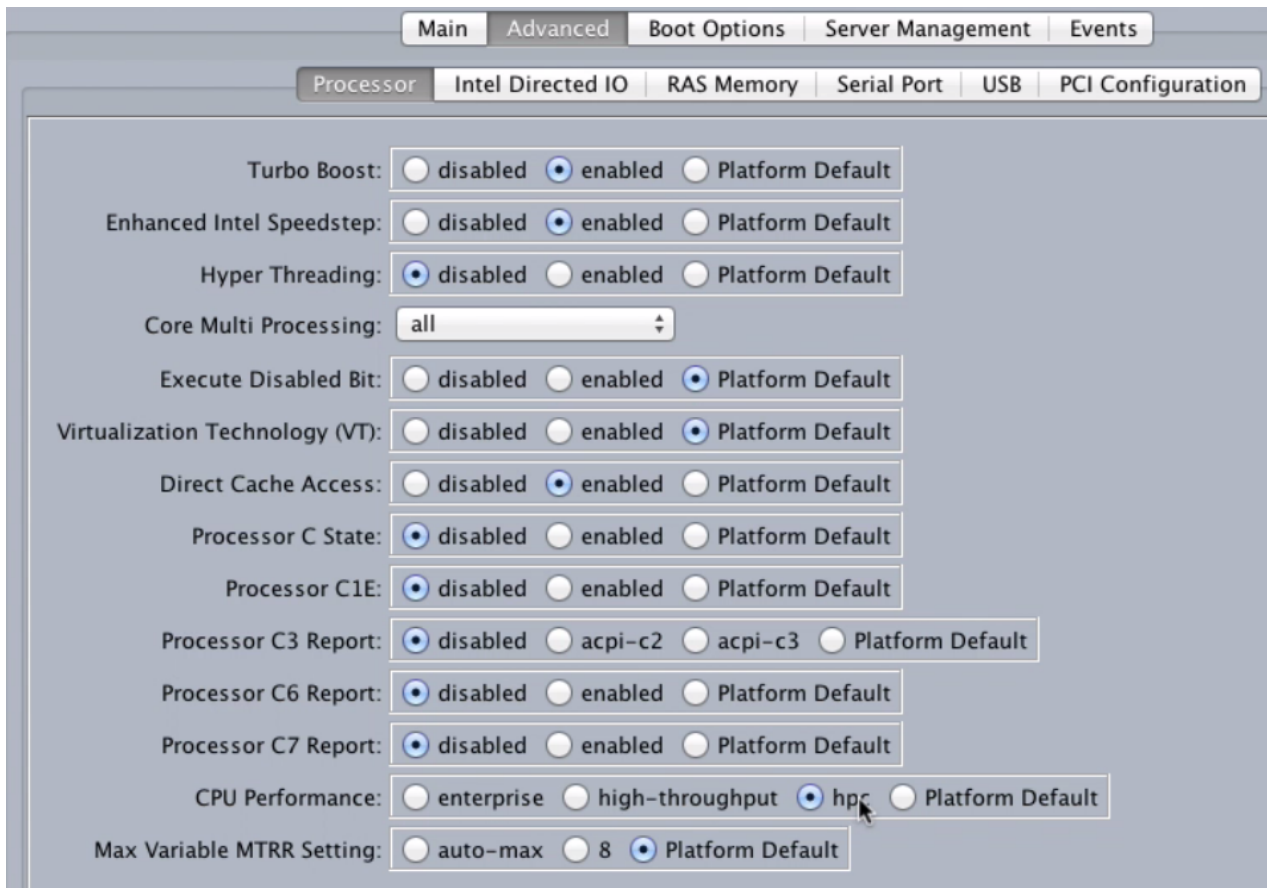 Main Advanced Boot Options Server Management Events
Processor Intel Directed IO RAS Memory Serial Port USB PCI Configuration
Turbo Boost: disabled enabled Platform Default
Enhanced Intel Speedstep: disabled enabled Platform Default
Hyper Threading: disabled enabled Platform Default
Core Multi Processing: all
Execute Disabled Bit: disabled enabled Platform Default
Virtualization Technology (VT): disabled enabled Platform Default
Direct Cache Access: disabled enabled Platform Default
Processor C State: disabled enabled Platform Default
Processor C1E: disabled enabled Platform Default
Processor C3 Report: disabled acpi-c2 acpi-c3 Platform Default
Processor C6 Report: disabled enabled Platform Default
Processor C7 Report: disabled enabled Platform Default
CPU Performance: enterprise high-throughput hpc Platform Default
Max Variable MTRR Setting: auto-max 8 Platform Default